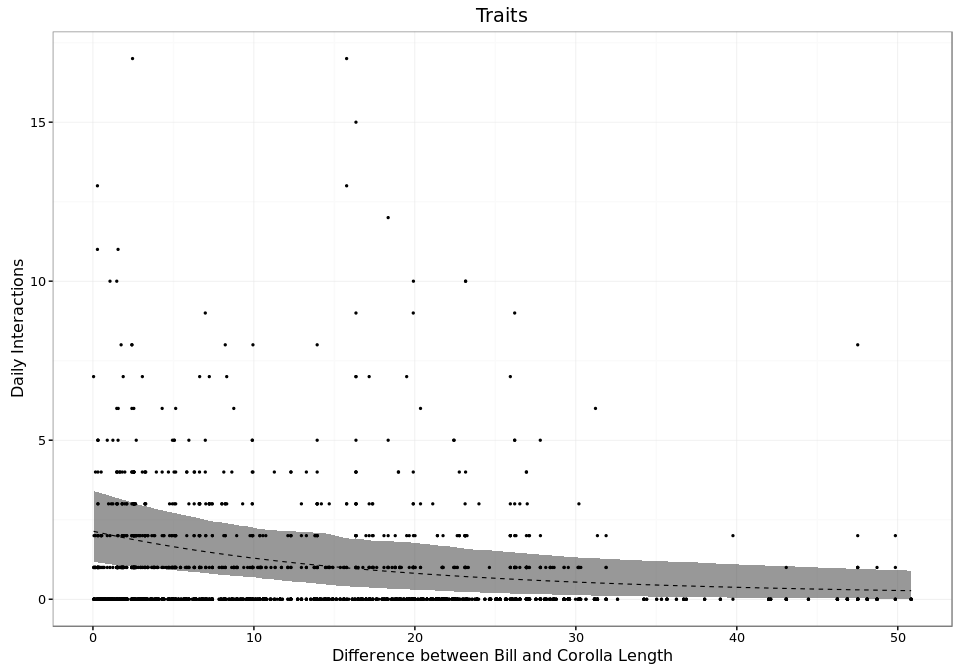 Traits
Daily Interactions
15
10
5
0
0 10 20 30 40 50
Difference between Bill and Corolla Length